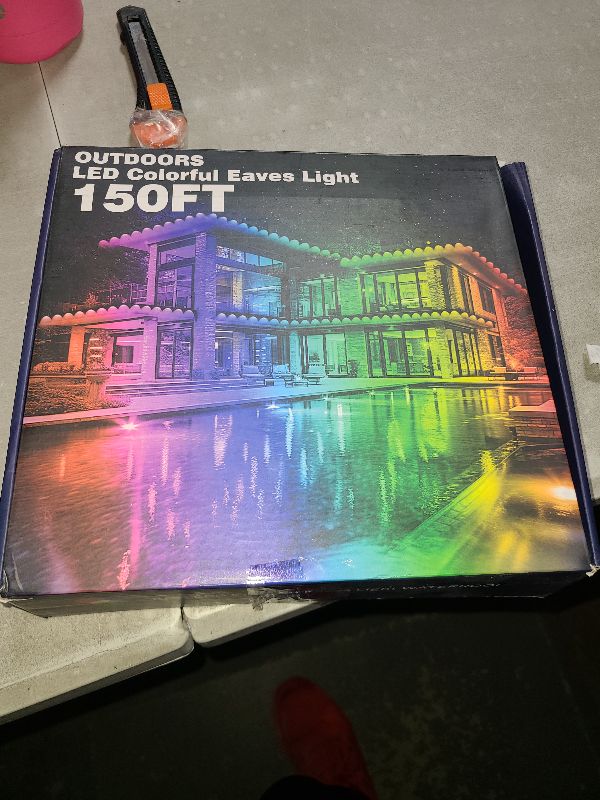 OUTDOORS
LED Colorful Eaves Light
150FT